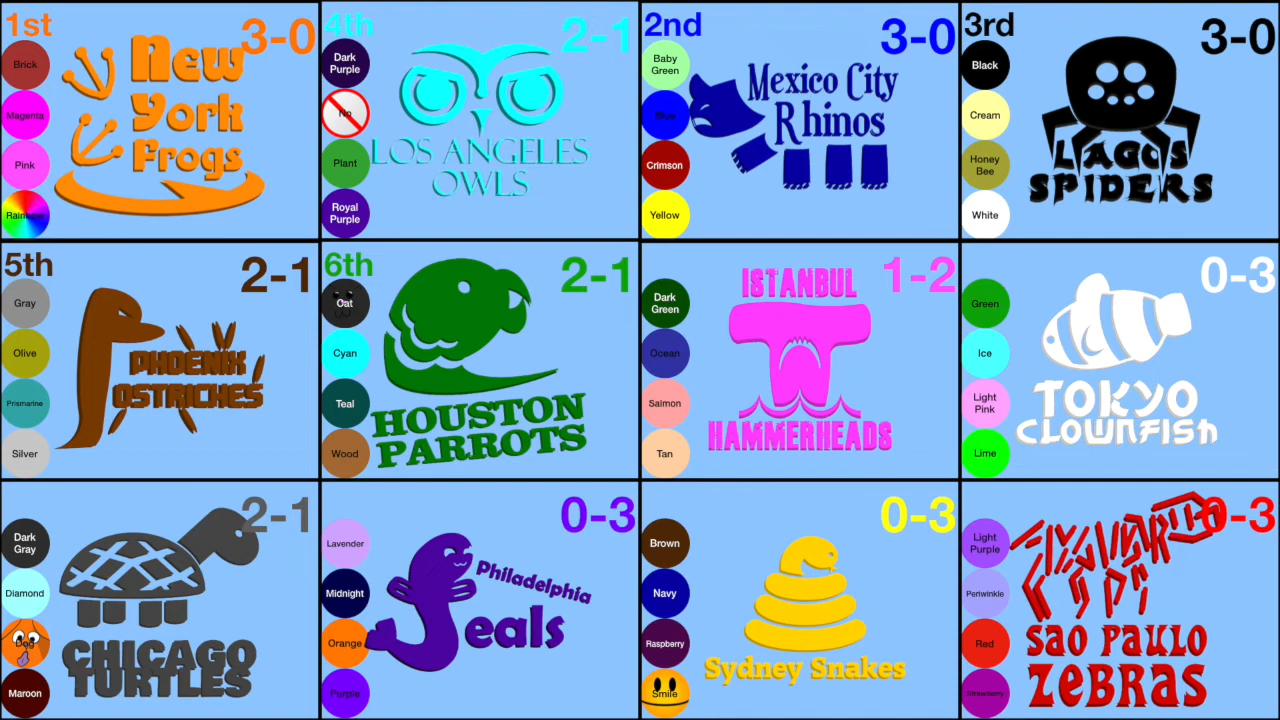 1st
3-0
Brick
Magenta
Pink
Rainbow
New
York
Frogs
4th
2-1
Dark
Purple
No
Plant
Royal
Purple
LOS ANGELES
OWLS
2nd
3-0
Baby
Green
Blue
Crimson
Yellow
Mexico City
Rhinos
3rd
3-0
Black
Cream
Honey
Bee
White
LAGOS
SPIDERS
5th
2-1
Gray
Olive
Prismarine
Silver
PHOENIX
OSTRICHES
6th
2-1
Cat
Cyan
Teal
Wood
HOUSTON
PARROTS
1-2
Dark
Green
Ocean
Salmon
Tan
ISTANBUL
HAMMERHEADS
0-3
Green
Ice
Light
Pink
Lime
TOKYO
CLOWNFISH
2-1
Dark
Gray
Diamond
Dog
Maroon
CHICAGO
TURTLES
0-3
Lavender
Midnight
Orange
Purple
Philadelphia
Seals
0-3
Brown
Navy
Raspberry
Smile
Sydney Snakes
0-3
Light
Purple
Periwinkle
Red
Strawberry
SAO PAULO
ZEBRAS